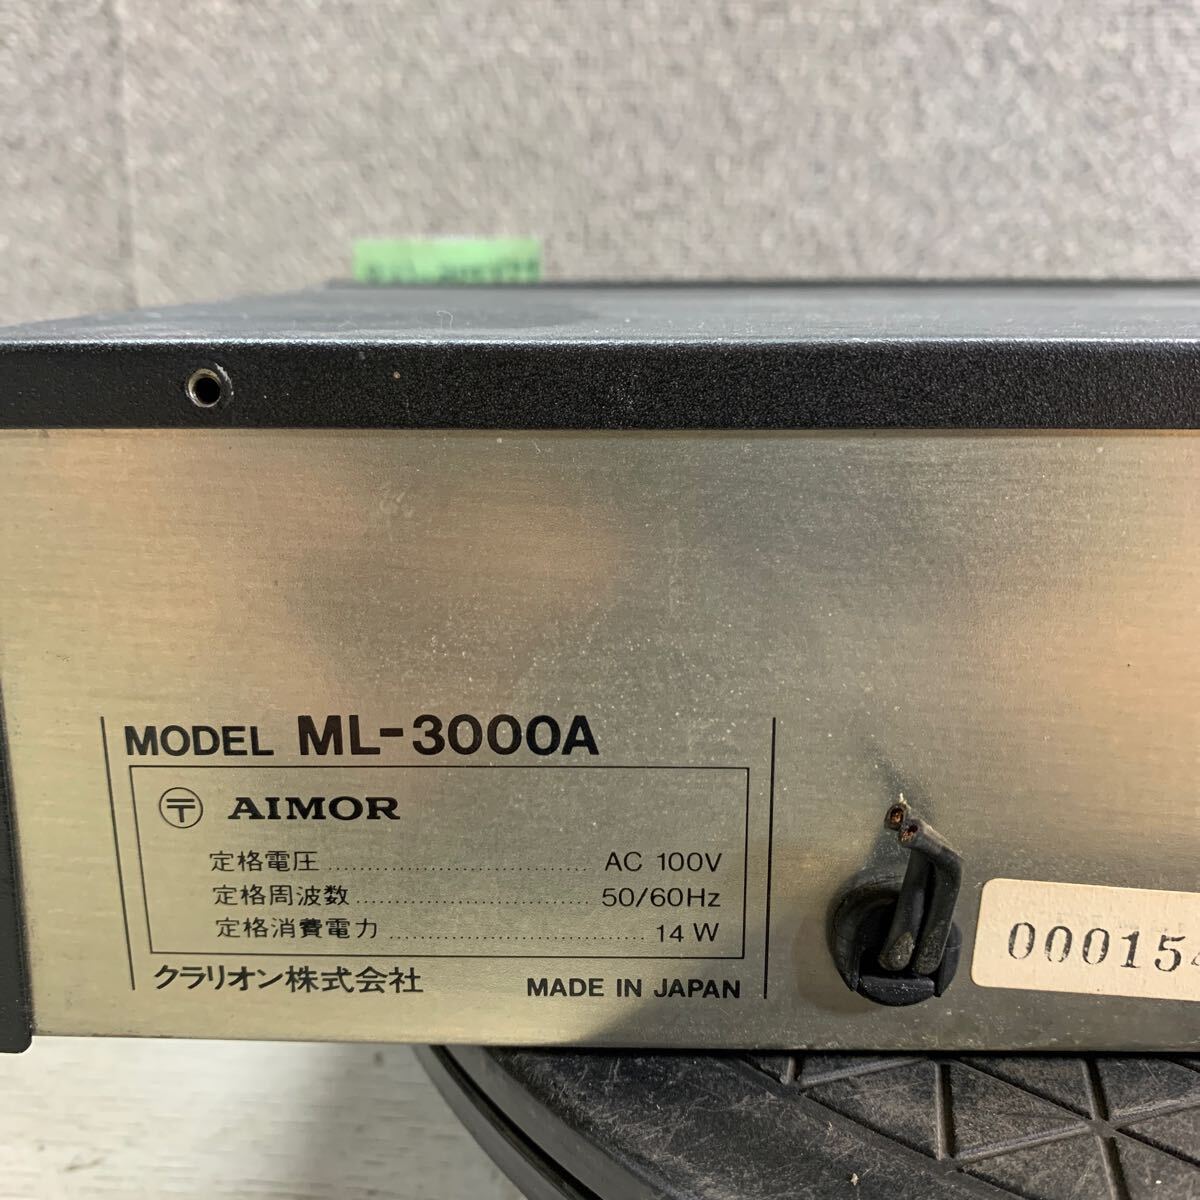 MODEL ML-3000A
〒 AIMOR
定格電圧 ................................. AC 100V
定格周波数 .............................. 50/60Hz
定格消費電力 ................................. 14 W
クラリオン株式会社 MADE IN JAPAN
00015